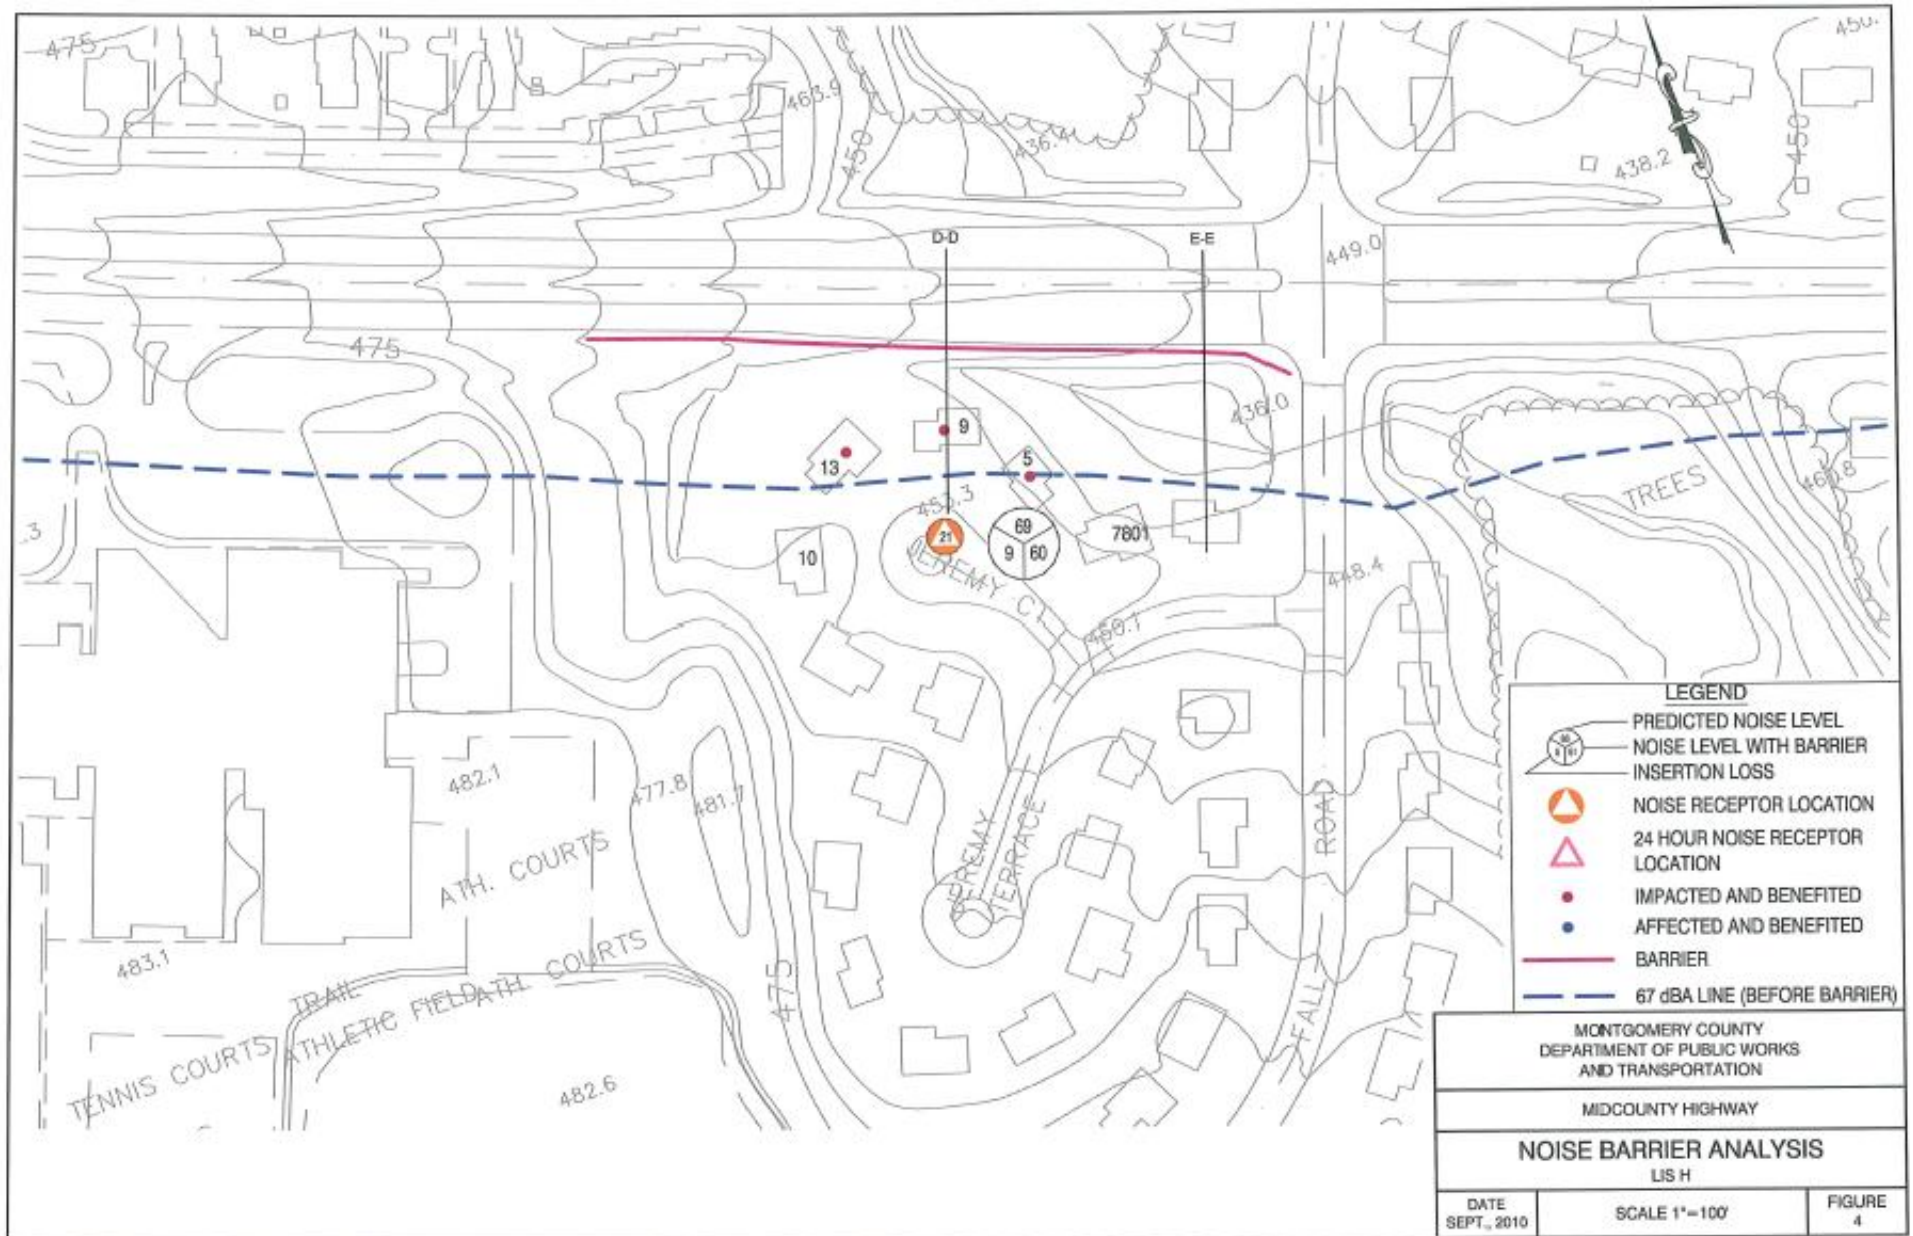 475
463.9
450
436.4
438.2
450
450.
D-D
E-E
449.0
475
436.0
9
13
5
453.3
TREES
.3
10
21
69
9 60
7801
JEREMY CT
448.4
450.1
LEGEND
PREDICTED NOISE LEVEL
NOISE LEVEL WITH BARRIER
INSERTION LOSS
NOISE RECEPTOR LOCATION
24 HOUR NOISE RECEPTOR
LOCATION
IMPACTED AND BENEFITED
AFFECTED AND BENEFITED
BARRIER
67 dBA LINE (BEFORE BARRIER)
482.1
477.8
481.7
JEREMY
TERRACE
ROAD
ATH. COURTS
483.1
TRAIL
ATH. COURTS
ATHLETIC FIELD
TENNIS COURTS
475
FALL
482.6
MONTGOMERY COUNTY
DEPARTMENT OF PUBLIC WORKS
AND TRANSPORTATION
MIDCOUNTY HIGHWAY
NOISE BARRIER ANALYSIS
LIS H
DATE
SEPT., 2010
SCALE 1"=100'
FIGURE
4